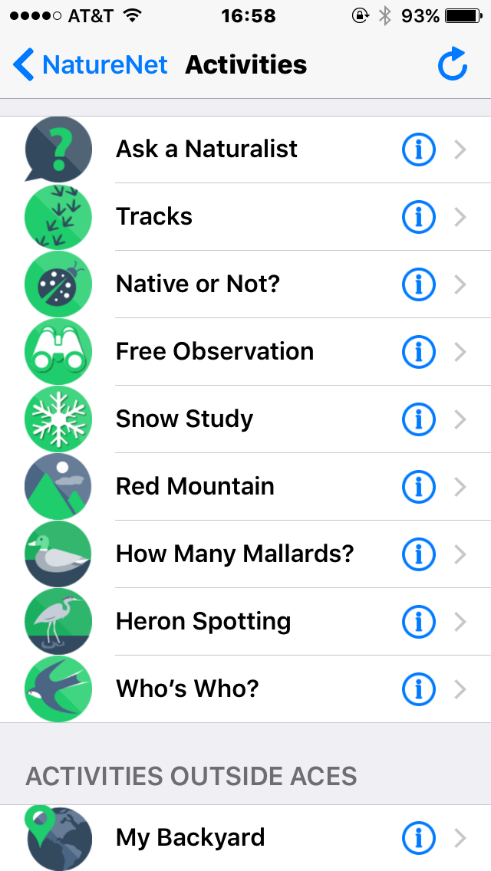 AT&T 16:58 93%
NatureNet Activities
Ask a Naturalist
Tracks
Native or Not?
Free Observation
Snow Study
Red Mountain
How Many Mallards?
Heron Spotting
Who's Who?
ACTIVITIES OUTSIDE ACES
My Backyard